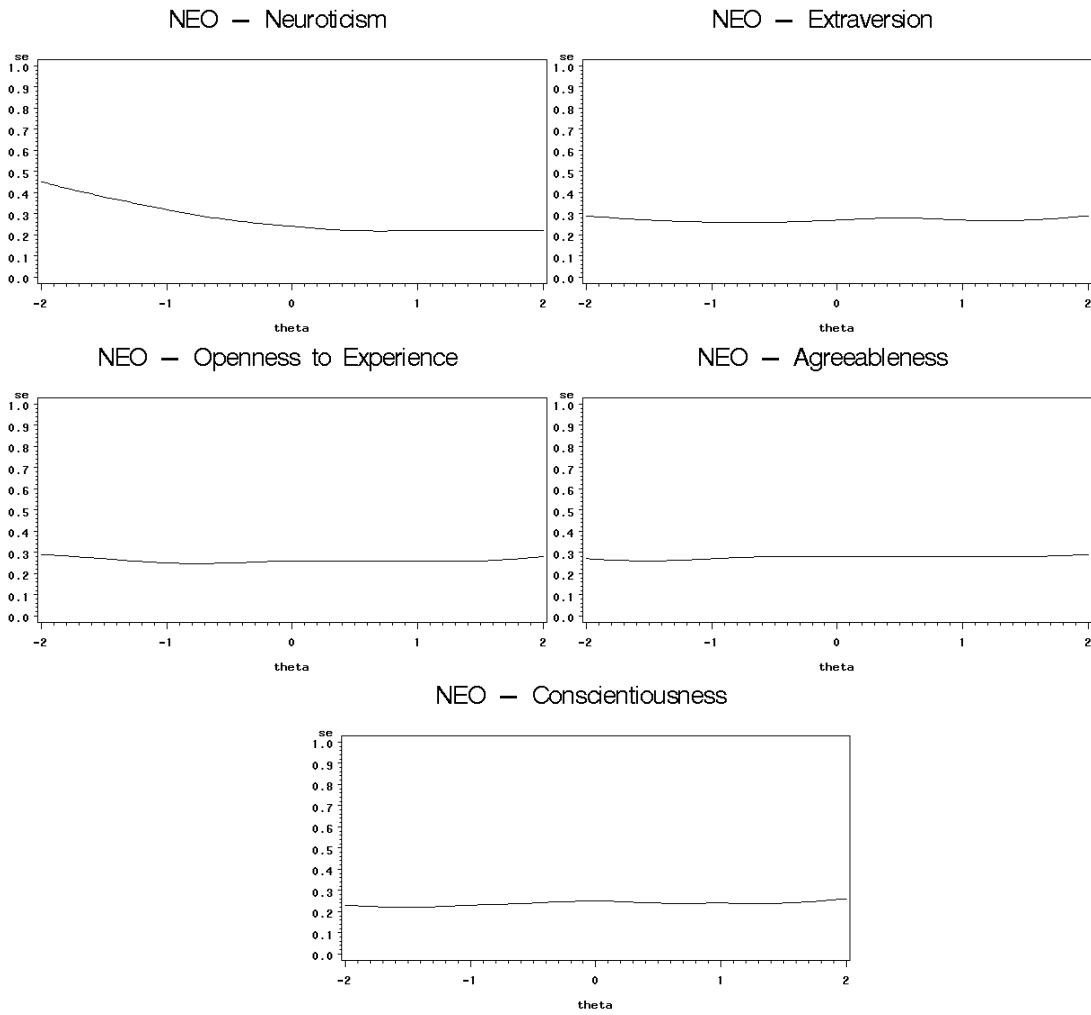 NEO – Neuroticism
se
1.0
0.9
0.8
0.7
0.6
0.5
0.4
0.3
0.2
0.1
0.0
-2 -1 0 1 2
theta
NEO – Extraversion
se
1.0
0.9
0.8
0.7
0.6
0.5
0.4
0.3
0.2
0.1
0.0
-2 -1 0 1 2
theta
NEO – Openness to Experience
se
1.0
0.9
0.8
0.7
0.6
0.5
0.4
0.3
0.2
0.1
0.0
-2 -1 0 1 2
theta
NEO – Agreeableness
se
1.0
0.9
0.8
0.7
0.6
0.5
0.4
0.3
0.2
0.1
0.0
-2 -1 0 1 2
theta
NEO – Conscientiousness
se
1.0
0.9
0.8
0.7
0.6
0.5
0.4
0.3
0.2
0.1
0.0
-2 -1 0 1 2
theta